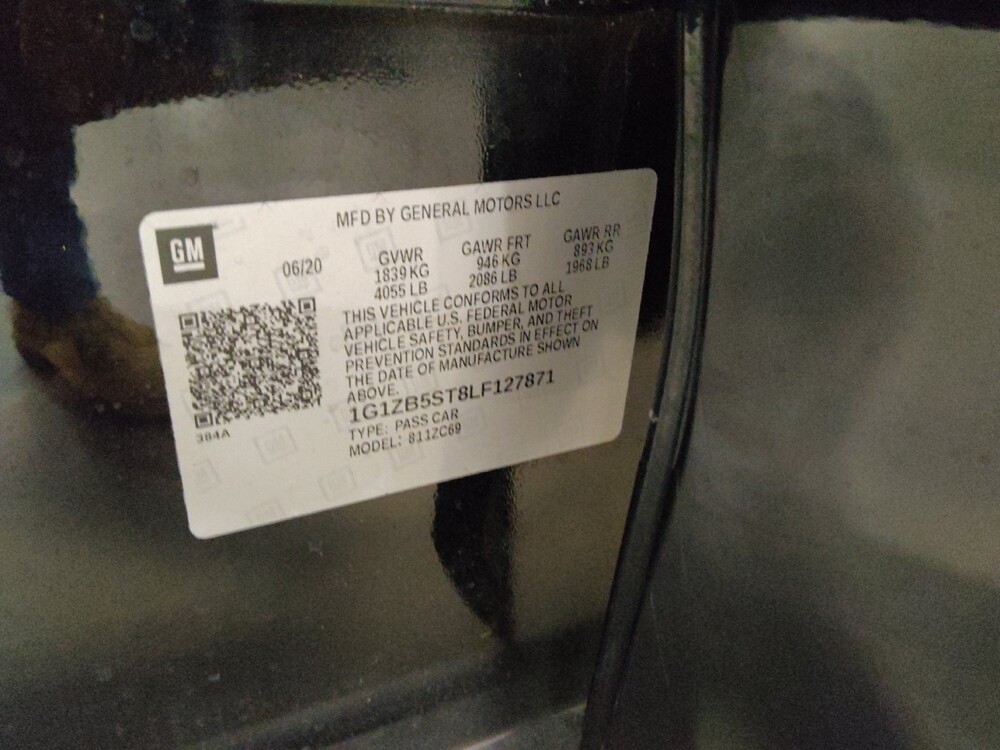 MFD BY GENERAL MOTORS LLC
GM
06/20
GVWR
1839 KG
4055 LB
GAWR FRT
946 KG
2086 LB
GAWR RR
893 KG
1968 LB
THIS VEHICLE CONFORMS TO ALL
APPLICABLE U.S. FEDERAL MOTOR
VEHICLE SAFETY, BUMPER, AND THEFT
PREVENTION STANDARDS IN EFFECT ON
THE DATE OF MANUFACTURE SHOWN
ABOVE.
1G1ZB5ST8LF127871
TYPE: PASS CAR
MODEL: 811ZC69
384A